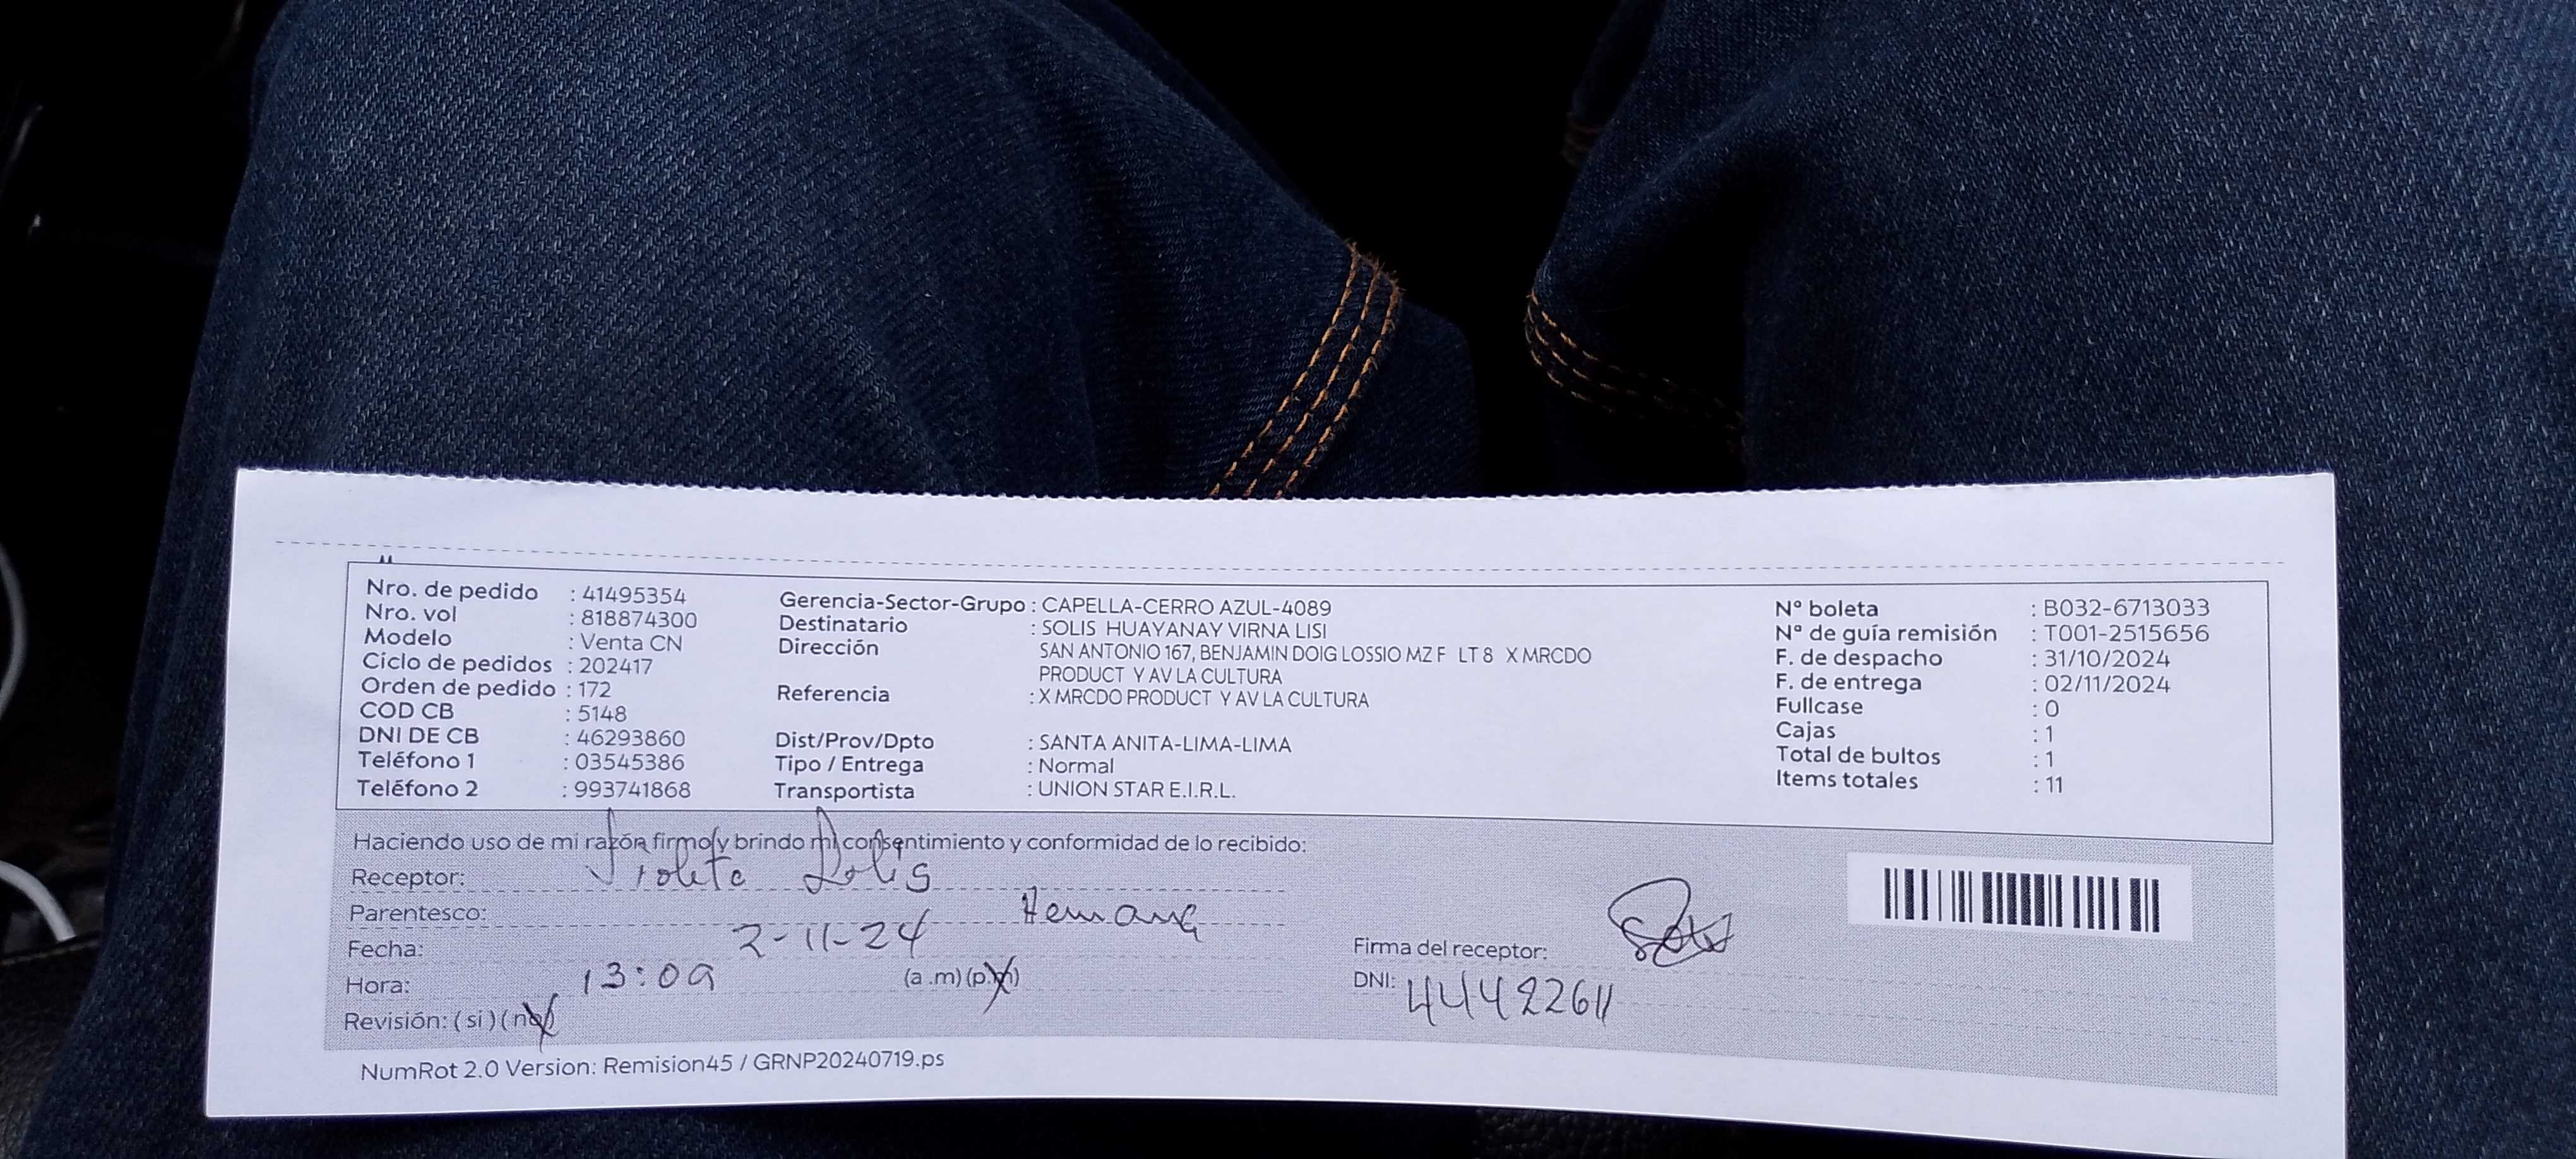 Nro. de pedido : 41495354
Nro. vol : 818874300
Modelo : Venta CN
Ciclo de pedidos : 202417
Orden de pedido : 172
COD CB : 5148
DNI DE CB : 46293860
Teléfono 1 : 03545386
Teléfono 2 : 993741868
Gerencia-Sector-Grupo : CAPELLA-CERRO AZUL-4089
Destinatario : SOLIS HUAYANAY VIRNA LISI
Dirección SAN ANTONIO 167, BENJAMIN DOIG LOSSIO MZ F LT 8 X MRCDO
PRODUCT Y AV LA CULTURA
Referencia : X MRCDO PRODUCT Y AV LA CULTURA
Dist/Prov/Dpto : SANTA ANITA-LIMA-LIMA
Tipo / Entrega : Normal
Transportista : UNION STAR E.I.R.L.
N° boleta : B032-6713033
N° de guía remisión : T001-2515656
F. de despacho : 31/10/2024
F. de entrega : 02/11/2024
Fullcase : 0
Cajas : 1
Total de bultos : 1
Items totales : 11
Haciendo uso de mi razón firmo y brindo mi consentimiento y conformidad de lo recibido:
Receptor: Violeta Solis
Parentesco: Hermana
Fecha: 2-11-24
Hora: 13:09 (a.m) (p.m)
Revisión: ( si ) ( no )
Firma del receptor:
DNI: 44422611
NumRot 2.0 Version: Remision45 / GRNP20240719.ps